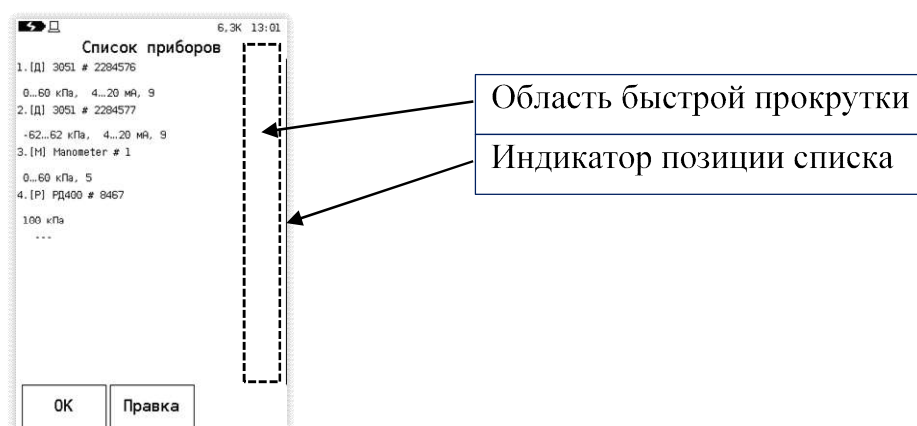 6,3К 13:01
Список приборов
1.[Д] 3051 # 2284576
0…60 кПа, 4…20 мА, 9
2.[Д] 3051 # 2284577
-62…62 кПа, 4…20 мА, 9
3.[М] Manometer # 1
0…60 кПа, 5
4.[Р] РД400 # 8467
100 кПа
---
ОК Правка
Область быстрой прокрутки
Индикатор позиции списка